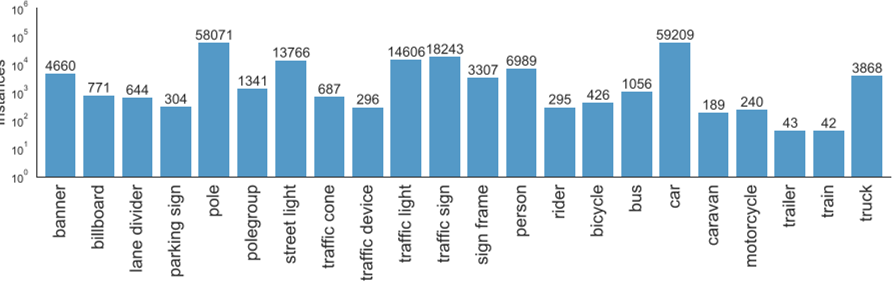 10^6
10^5
10^4
10^3
10^2
10^1
10^0
Instances
4660
771
644
304
58071
1341
13766
687
296
14606
18243
3307
6989
295
426
1056
59209
189
240
43
42
3868
banner
billboard
lane divider
parking sign
pole
polegroup
street light
traffic cone
traffic device
traffic light
traffic sign
sign frame
person
rider
bicycle
bus
car
caravan
motorcycle
trailer
train
truck